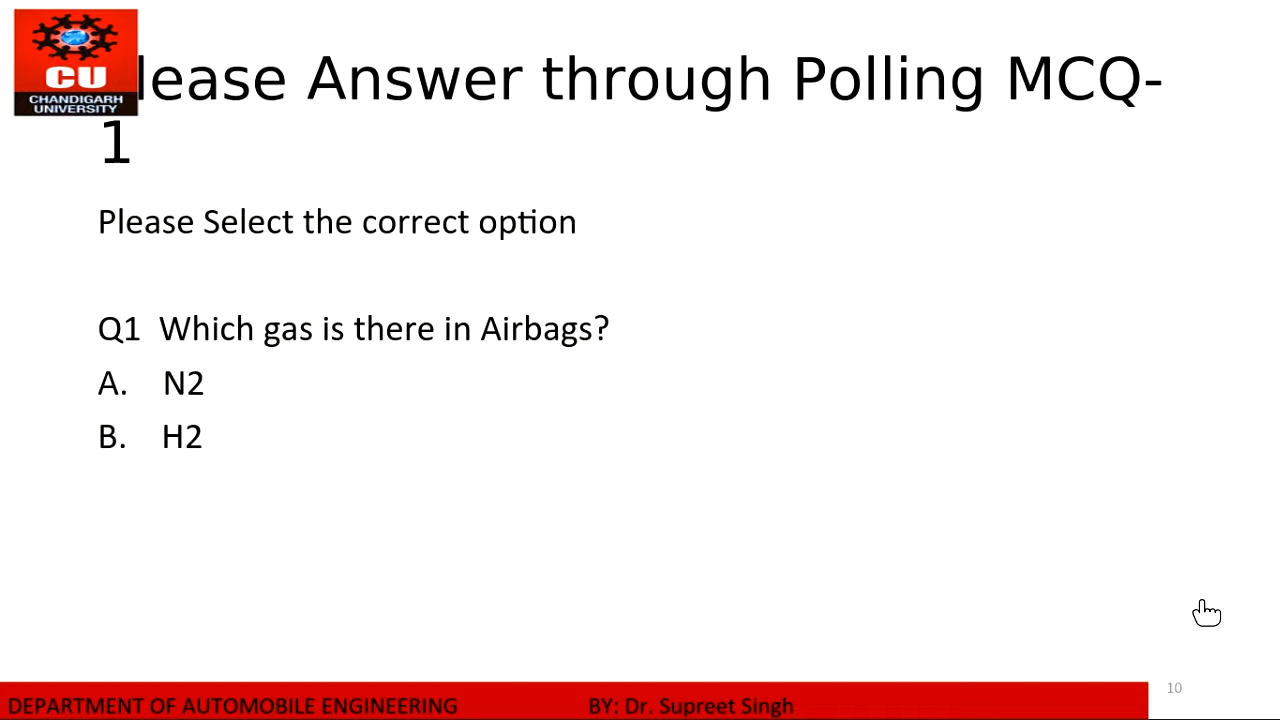 CU
CHANDIGARH
UNIVERSITY
lease Answer through Polling MCQ-
1
Please Select the correct option
Q1 Which gas is there in Airbags?
A. N2
B. H2
DEPARTMENT OF AUTOMOBILE ENGINEERING BY: Dr. Supreet Singh
10